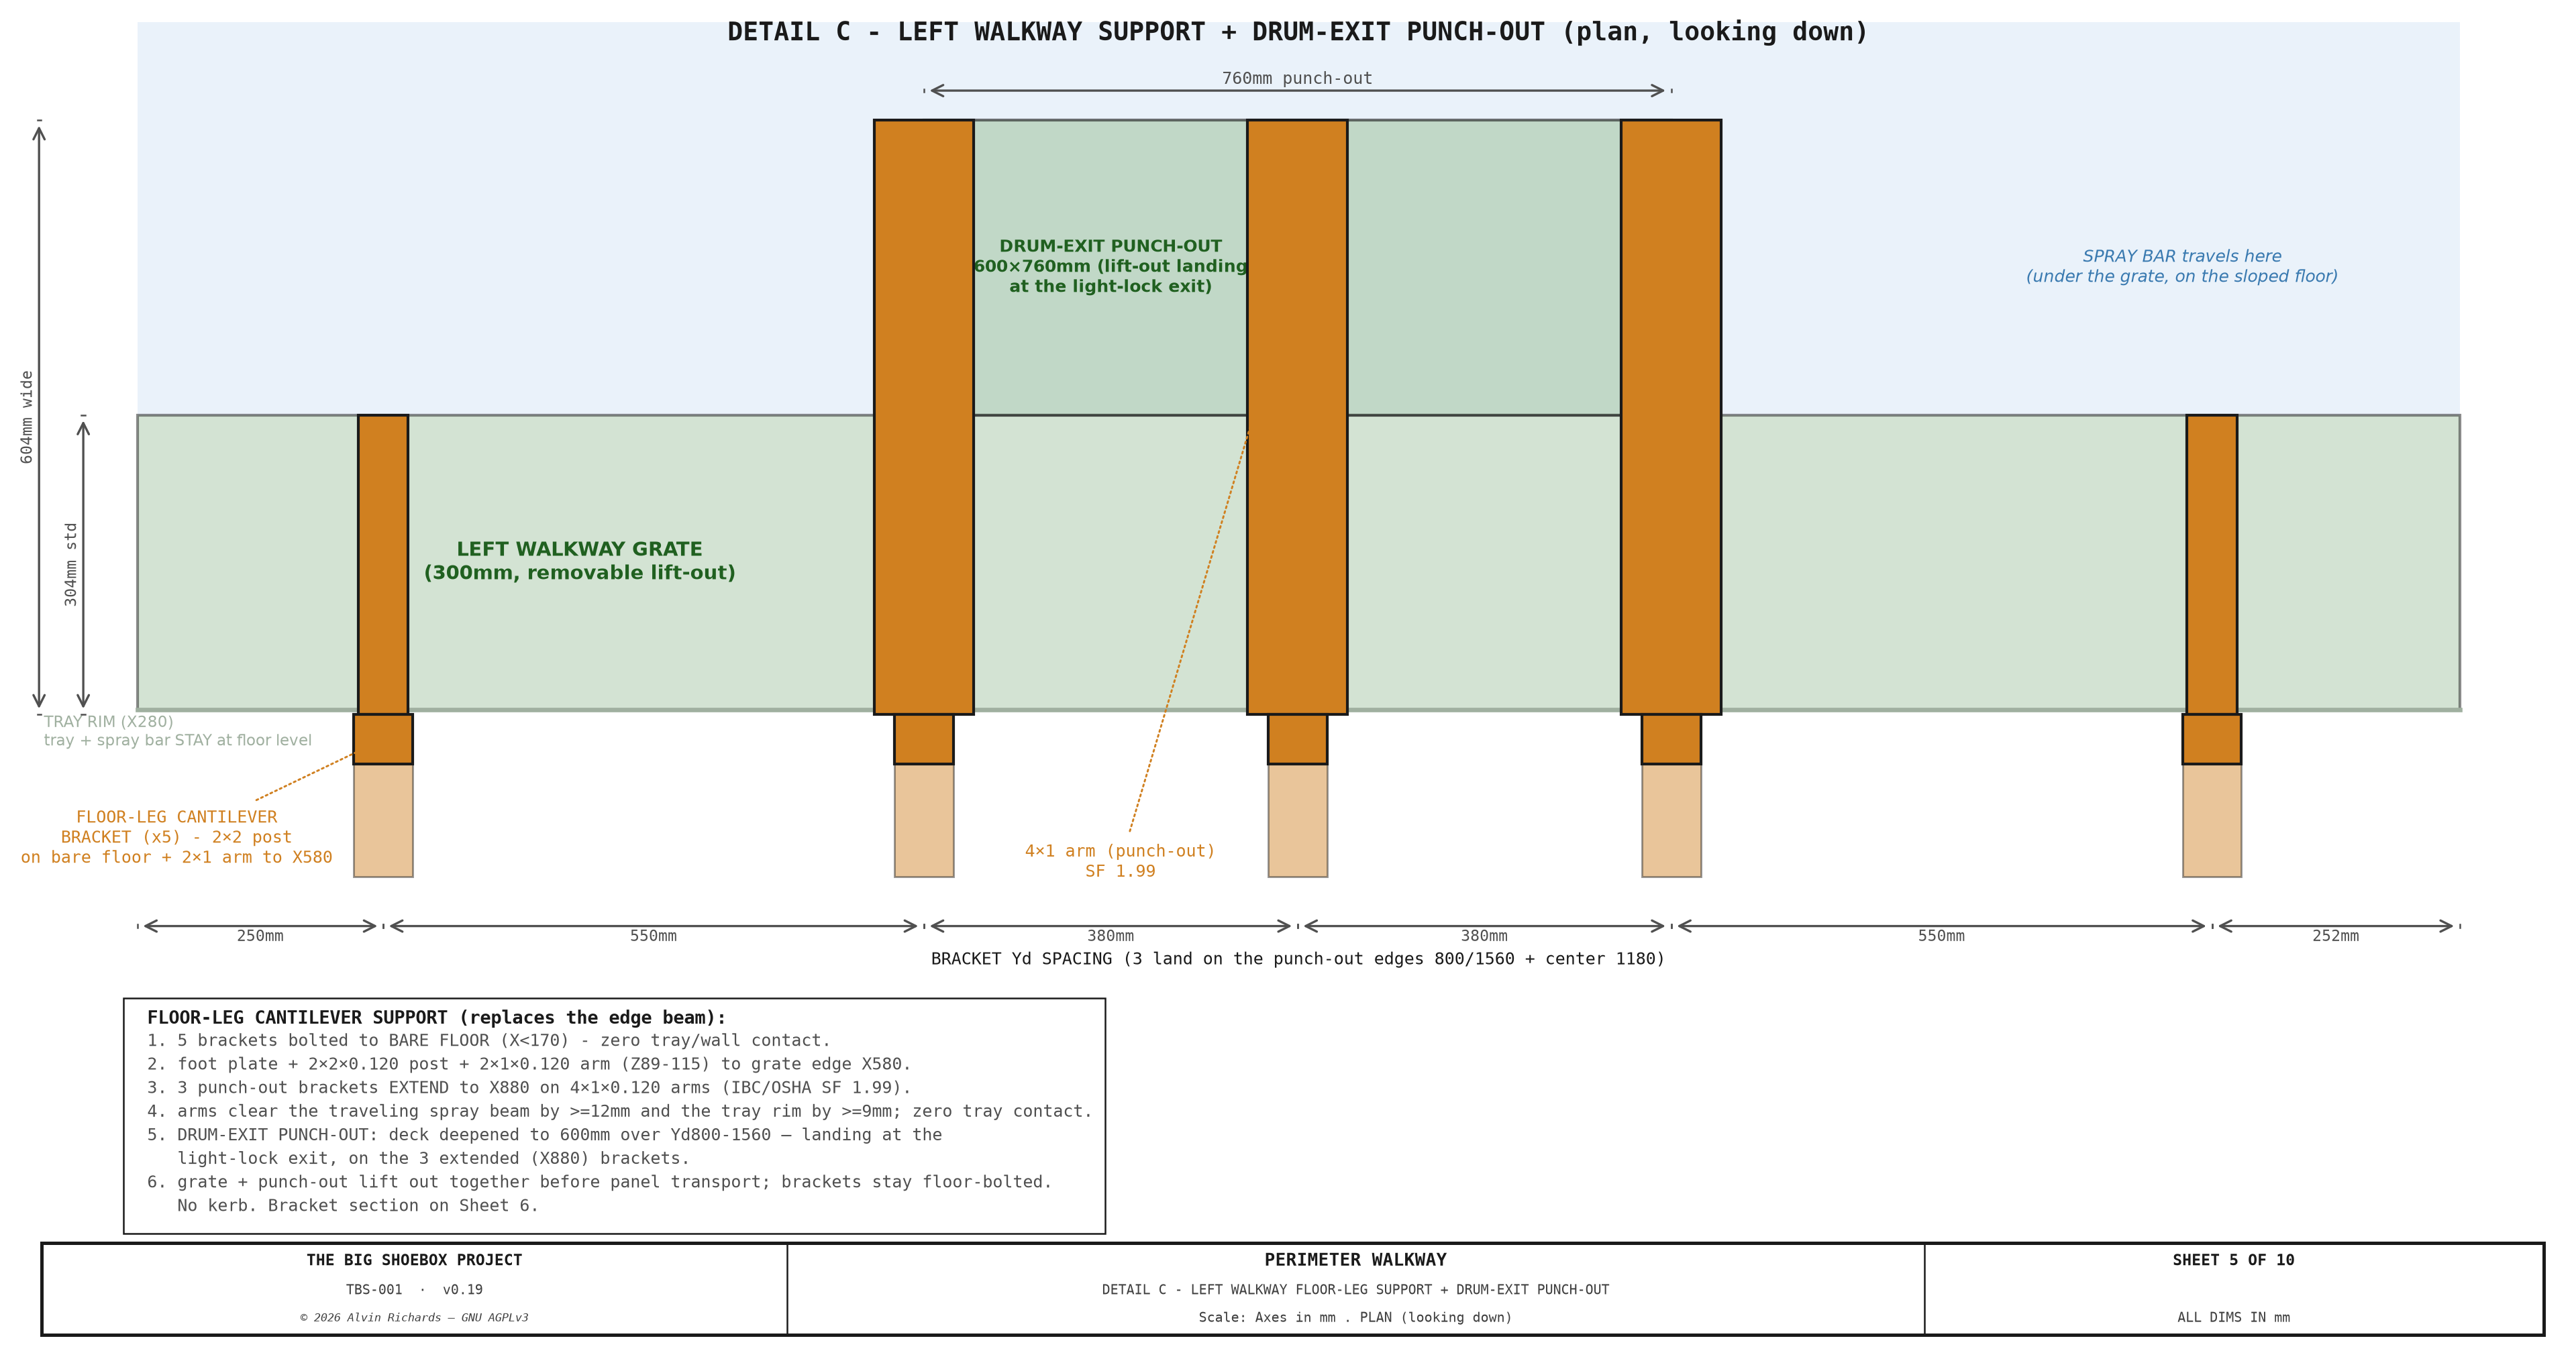 DETAIL C - LEFT WALKWAY SUPPORT + DRUM-EXIT PUNCH-OUT (plan, looking down)
760mm punch-out
604mm wide
304mm std
DRUM-EXIT PUNCH-OUT
600×760mm (lift-out landing
at the light-lock exit)
SPRAY BAR travels here
(under the grate, on the sloped floor)
LEFT WALKWAY GRATE
(300mm, removable lift-out)
TRAY RIM (X280)
tray + spray bar STAY at floor level
FLOOR-LEG CANTILEVER
BRACKET (x5) - 2×2 post
on bare floor + 2×1 arm to X580
4×1 arm (punch-out)
SF 1.99
250mm
550mm
380mm
380mm
550mm
252mm
BRACKET Yd SPACING (3 land on the punch-out edges 800/1560 + center 1180)
FLOOR-LEG CANTILEVER SUPPORT (replaces the edge beam):
1. 5 brackets bolted to BARE FLOOR (X<170) - zero tray/wall contact.
2. foot plate + 2×2×0.120 post + 2×1×0.120 arm (Z89-115) to grate edge X580.
3. 3 punch-out brackets EXTEND to X880 on 4×1×0.120 arms (IBC/OSHA SF 1.99).
4. arms clear the traveling spray beam by >=12mm and the tray rim by >=9mm; zero tray contact.
5. DRUM-EXIT PUNCH-OUT: deck deepened to 600mm over Yd800-1560 — landing at the
light-lock exit, on the 3 extended (X880) brackets.
6. grate + punch-out lift out together before panel transport; brackets stay floor-bolted.
No kerb. Bracket section on Sheet 6.
THE BIG SHOEBOX PROJECT
TBS-001 · v0.19
© 2026 Alvin Richards — GNU AGPLv3
PERIMETER WALKWAY
DETAIL C - LEFT WALKWAY FLOOR-LEG SUPPORT + DRUM-EXIT PUNCH-OUT
Scale: Axes in mm . PLAN (looking down)
SHEET 5 OF 10
ALL DIMS IN mm